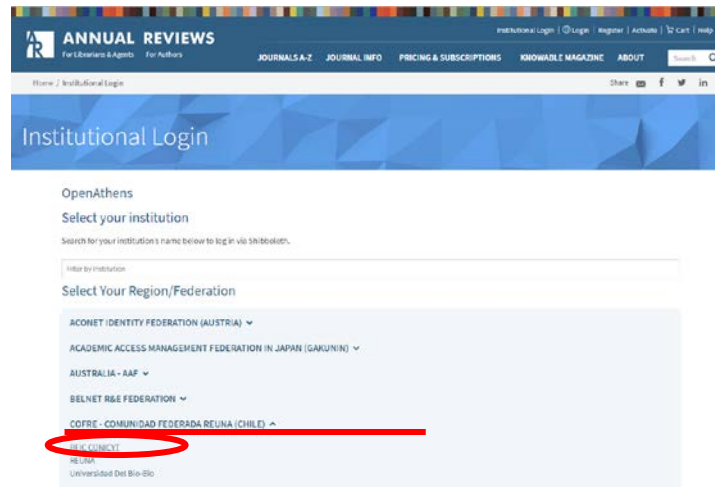 Institutional Login | Login | Register | Activate | Cart | Help
ANNUAL REVIEWS
For Librarians & Agents For Authors
JOURNALS A-Z JOURNAL INFO PRICING & SUBSCRIPTIONS KNOWABLE MAGAZINE ABOUT Search
Home / Institutional Login Share
Institutional Login
OpenAthens
Select your institution
Search for your institution's name below to log in via Shibboleth.
Filter by institution
Select Your Region/Federation
ACONET IDENTITY FEDERATION (AUSTRIA)
ACADEMIC ACCESS MANAGEMENT FEDERATION IN JAPAN (GAKUNIN)
AUSTRALIA - AAF
BELNET R&E FEDERATION
COFRE - COMUNIDAD FEDERADA REUNA (CHILE)
CONICYT
REUNA
Universidad Del Bio-Bio